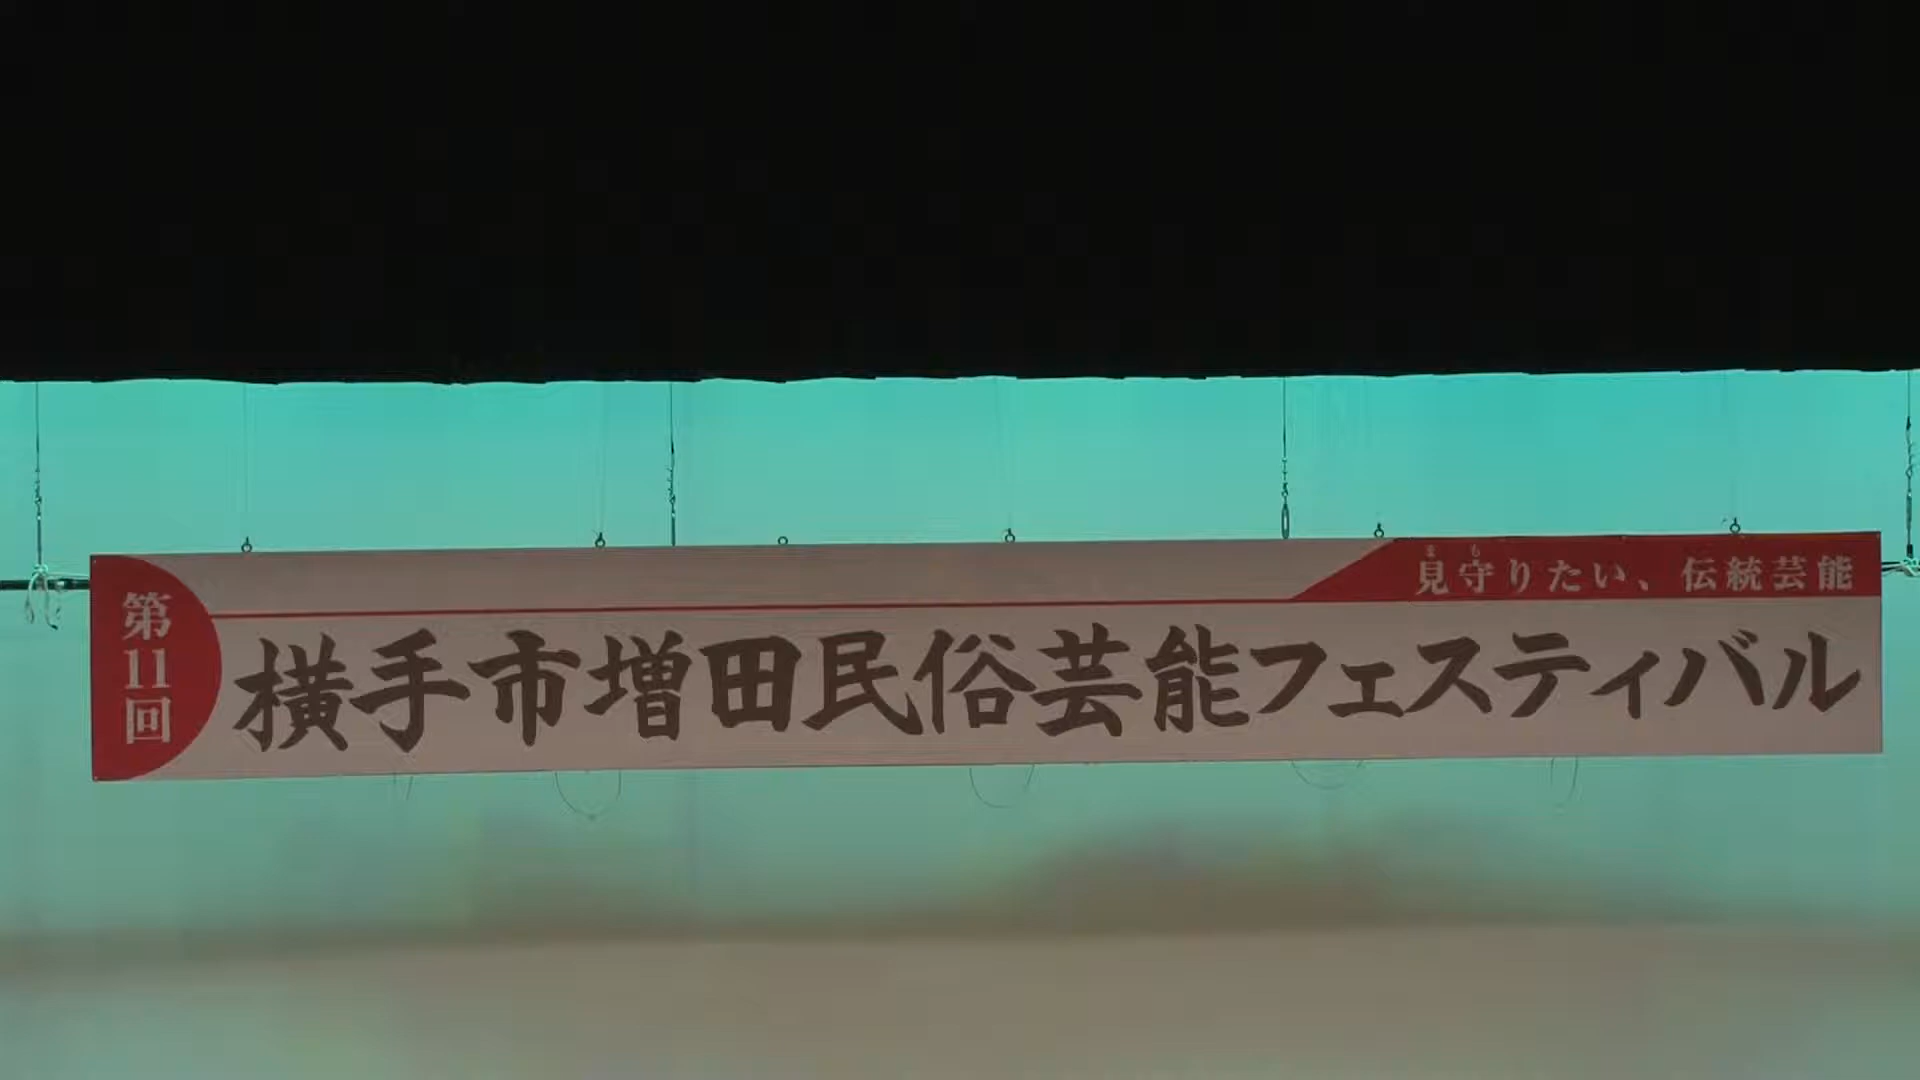 第11回
見守りたい、伝統芸能
横手市増田民俗芸能フェスティバル